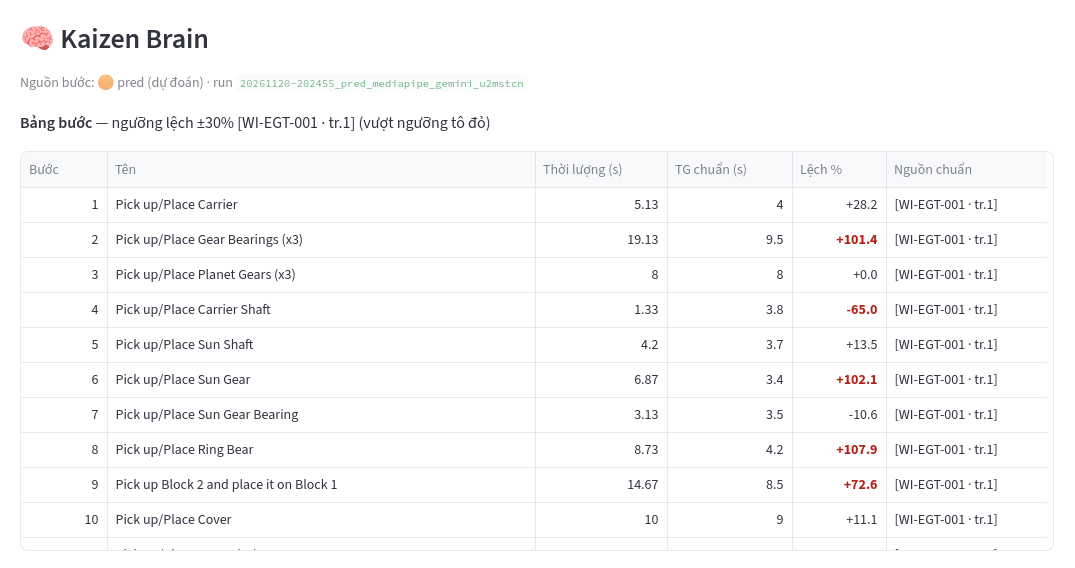 🧠 Kaizen Brain
Nguồn bước: 🟠 pred (dự đoán) · run 20261120-202455_pred_mediapipe_gemini_u2mstcn
Bảng bước — ngưỡng lệch ±30% [WI-EGT-001 · tr.1] (vượt ngưỡng tô đỏ)
Bước Tên Thời lượng (s) TG chuẩn (s) Lệch % Nguồn chuẩn
1 Pick up/Place Carrier 5.13 4 +28.2 [WI-EGT-001 · tr.1]
2 Pick up/Place Gear Bearings (x3) 19.13 9.5 +101.4 [WI-EGT-001 · tr.1]
3 Pick up/Place Planet Gears (x3) 8 8 +0.0 [WI-EGT-001 · tr.1]
4 Pick up/Place Carrier Shaft 1.33 3.8 -65.0 [WI-EGT-001 · tr.1]
5 Pick up/Place Sun Shaft 4.2 3.7 +13.5 [WI-EGT-001 · tr.1]
6 Pick up/Place Sun Gear 6.87 3.4 +102.1 [WI-EGT-001 · tr.1]
7 Pick up/Place Sun Gear Bearing 3.13 3.5 -10.6 [WI-EGT-001 · tr.1]
8 Pick up/Place Ring Bear 8.73 4.2 +107.9 [WI-EGT-001 · tr.1]
9 Pick up Block 2 and place it on Block 1 14.67 8.5 +72.6 [WI-EGT-001 · tr.1]
10 Pick up/Place Cover 10 9 +11.1 [WI-EGT-001 · tr.1]